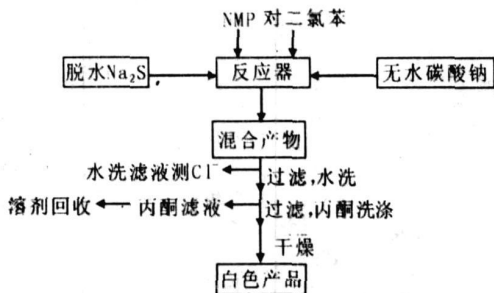 NMP 对二氯苯
脱水Na₂S
反应器
无水碳酸钠
混合产物
水洗滤液测Cl⁻
过滤,水洗
溶剂回收
丙酮滤液
过滤,丙酮洗涤
干燥
白色产品